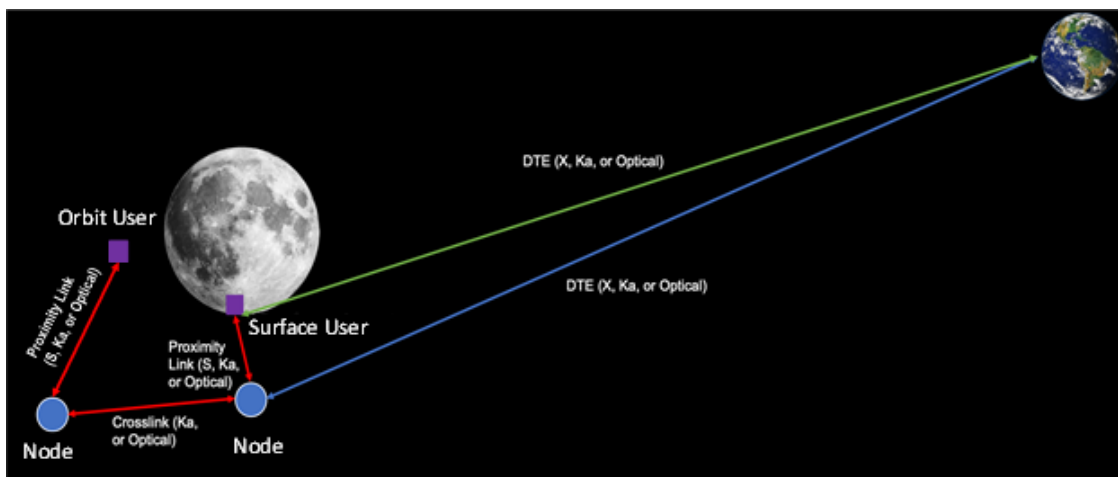 DTE (X, Ka, or Optical)
Orbit User
Proximity Link
(S, Ka, or Optical)
DTE (X, Ka, or Optical)
Surface User
Proximity
Link (S, Ka,
or Optical)
Crosslink (Ka,
or Optical)
Node
Node